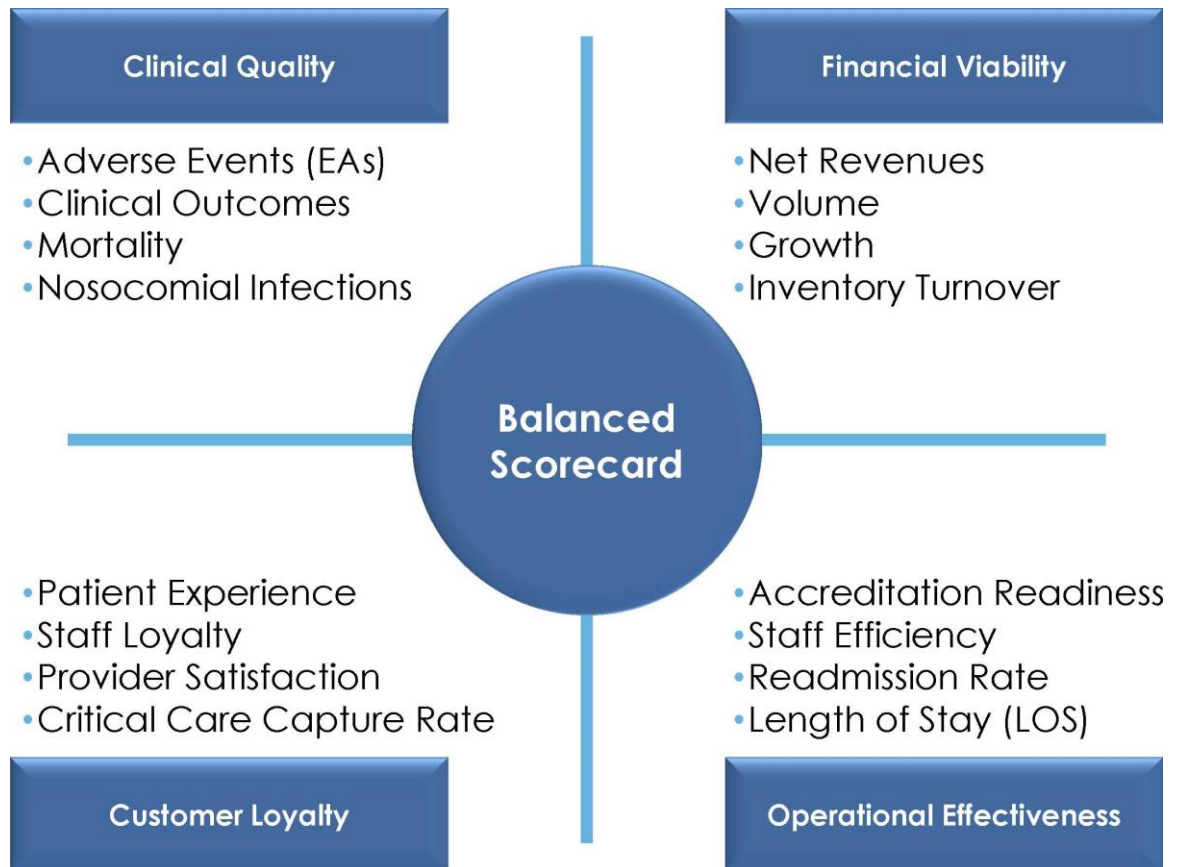 Clinical Quality
• Adverse Events (EAs)
• Clinical Outcomes
• Mortality
• Nosocomial Infections
Financial Viability
• Net Revenues
• Volume
• Growth
• Inventory Turnover
Balanced
Scorecard
• Patient Experience
• Staff Loyalty
• Provider Satisfaction
• Critical Care Capture Rate
Customer Loyalty
• Accreditation Readiness
• Staff Efficiency
• Readmission Rate
• Length of Stay (LOS)
Operational Effectiveness